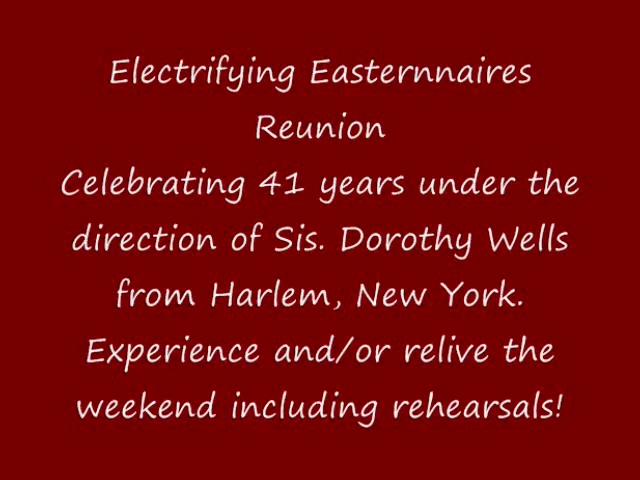 Electrifying Easternnaires
Reunion
Celebrating 41 years under the
direction of Sis. Dorothy Wells
from Harlem, New York.
Experience and/or relive the
weekend including rehearsals!